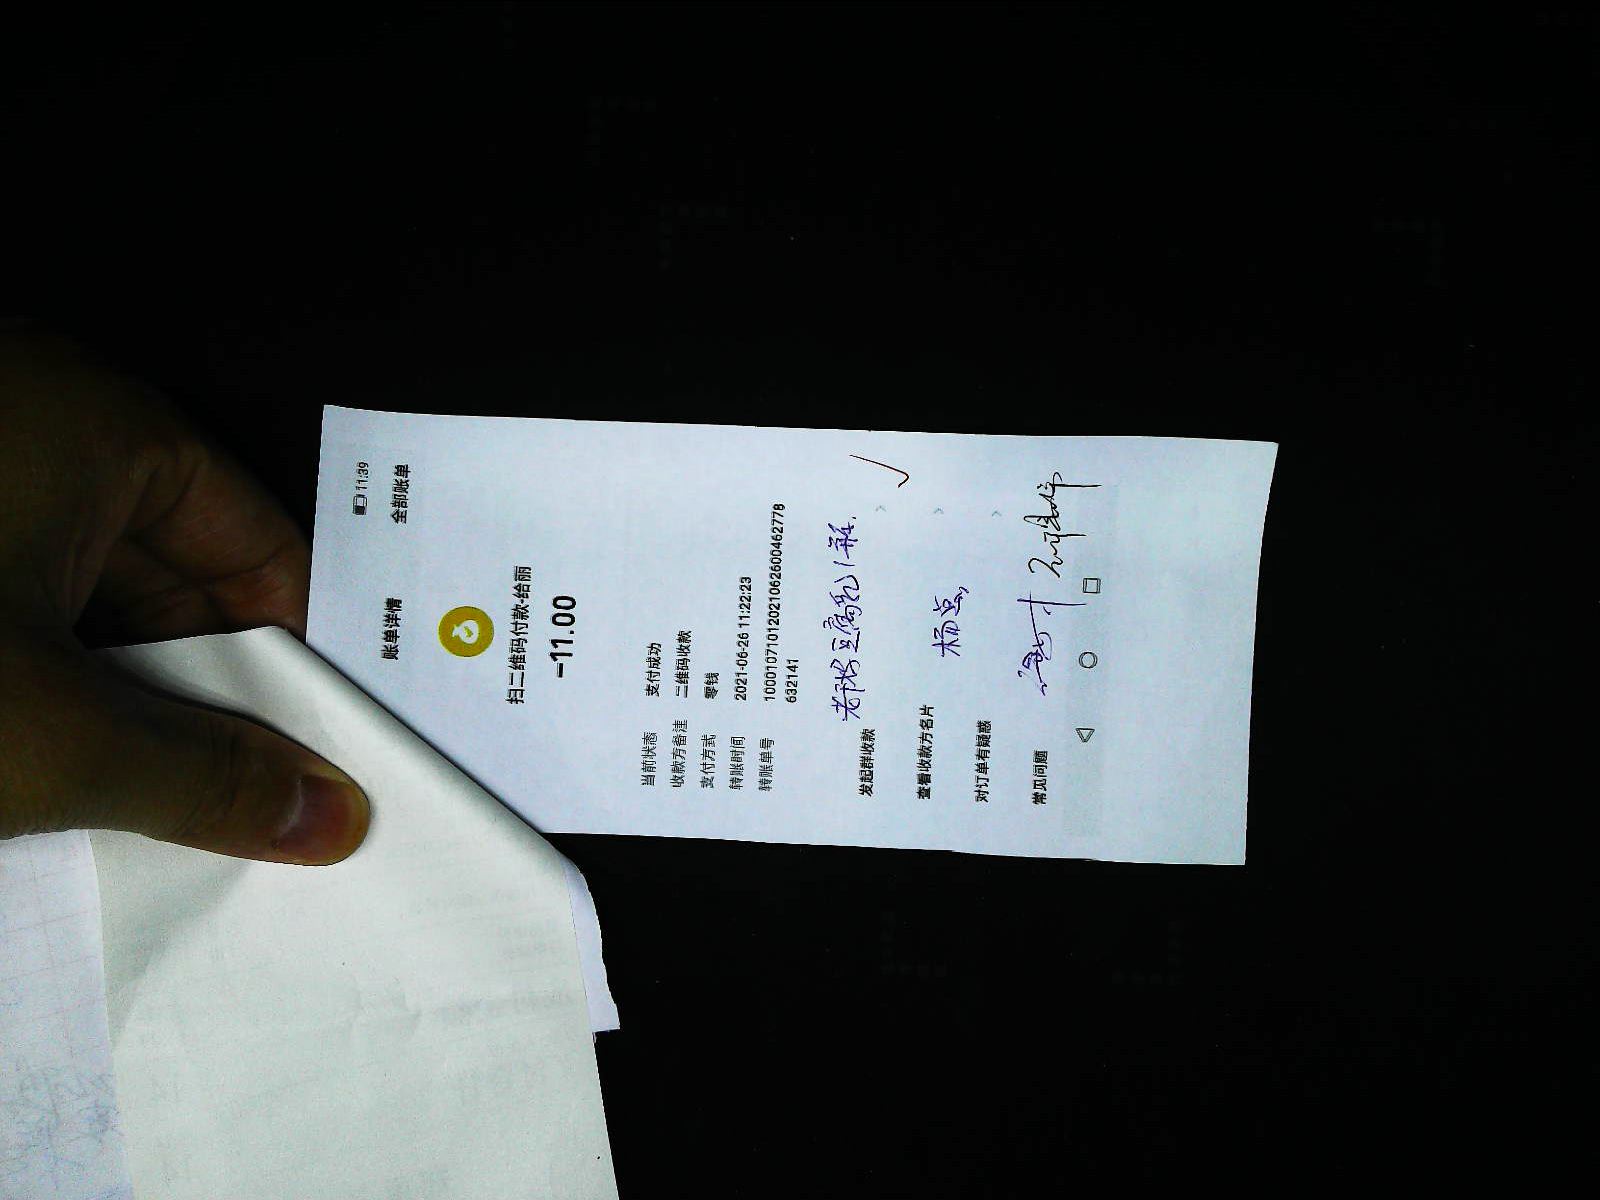 11:39
账单详情 全部账单
扫二维码付款-给丽
-11.00
当前状态 支付成功
收款方备注 二维码收款
支付方式 零钱
转账时间 2021-06-26 11:22:23
转账单号 1000107101202106260046277​8
632141
发起群收款
查看收款方名片
对订单有疑惑
常见问题